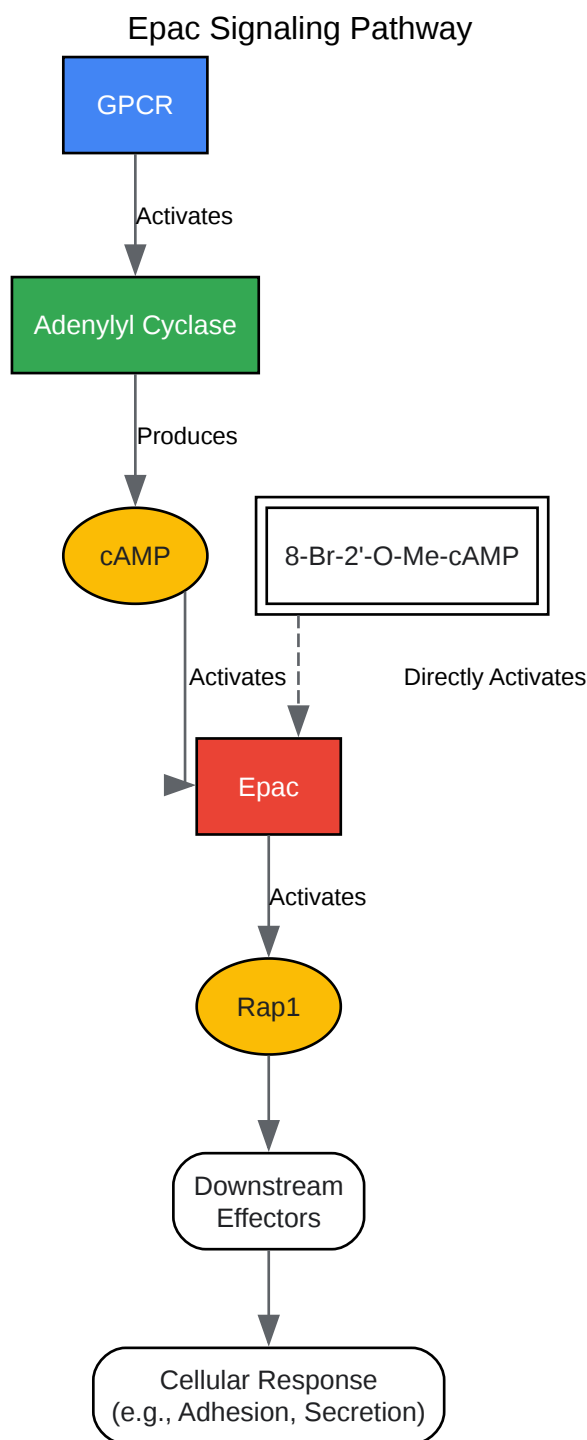 Epac Signaling Pathway
GPCR
Activates
Adenylyl Cyclase
Produces
cAMP
8-Br-2'-O-Me-cAMP
Activates
Directly Activates
Epac
Activates
Rap1
Downstream
Effectors
Cellular Response
(e.g., Adhesion, Secretion)